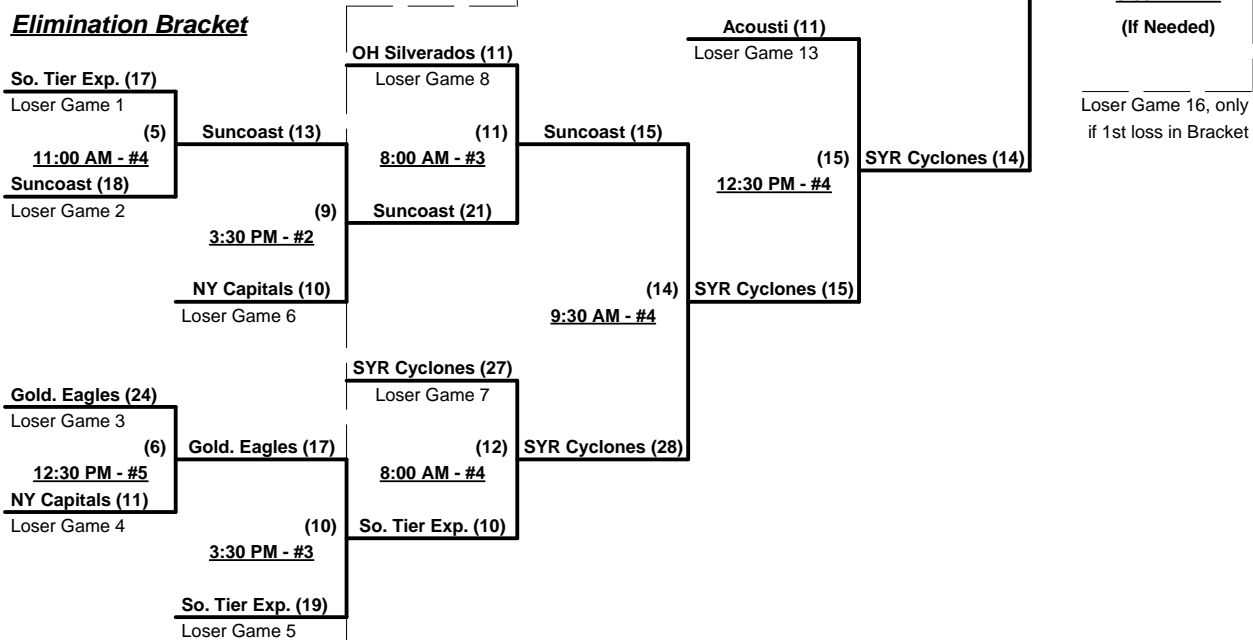 Elimination Bracket
(If Needed)
Acousti (11)
Loser Game 13
OH Silverados (11)
Loser Game 8
So. Tier Exp. (17)
Loser Game 1
Loser Game 16, only
if 1st loss in Bracket
(5)
11:00 AM - #4
Suncoast (13)
(11)
8:00 AM - #3
Suncoast (15)
(15)
12:30 PM - #4
SYR Cyclones (14)
Suncoast (18)
Loser Game 2
(9)
3:30 PM - #2
Suncoast (21)
NY Capitals (10)
Loser Game 6
(14)
9:30 AM - #4
SYR Cyclones (15)
SYR Cyclones (27)
Loser Game 7
Gold. Eagles (24)
Loser Game 3
(6)
12:30 PM - #5
Gold. Eagles (17)
(12)
8:00 AM - #4
SYR Cyclones (28)
NY Capitals (11)
Loser Game 4
(10)
3:30 PM - #3
So. Tier Exp. (10)
So. Tier Exp. (19)
Loser Game 5